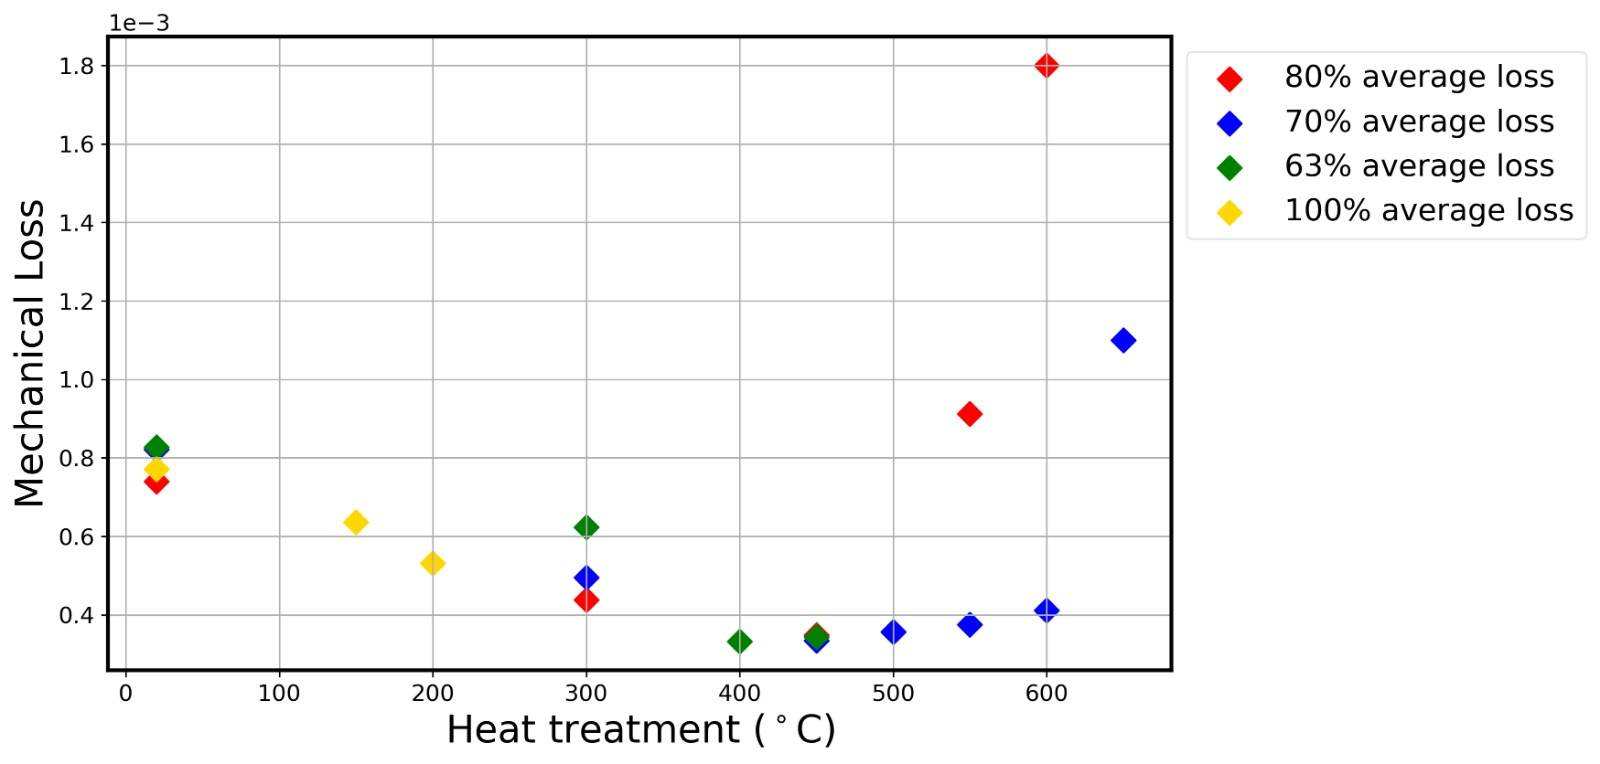 1e−3
1.8
1.6
1.4
1.2
1.0
0.8
0.6
0.4
Mechanical Loss
0 100 200 300 400 500 600
Heat treatment (°C)
80% average loss
70% average loss
63% average loss
100% average loss